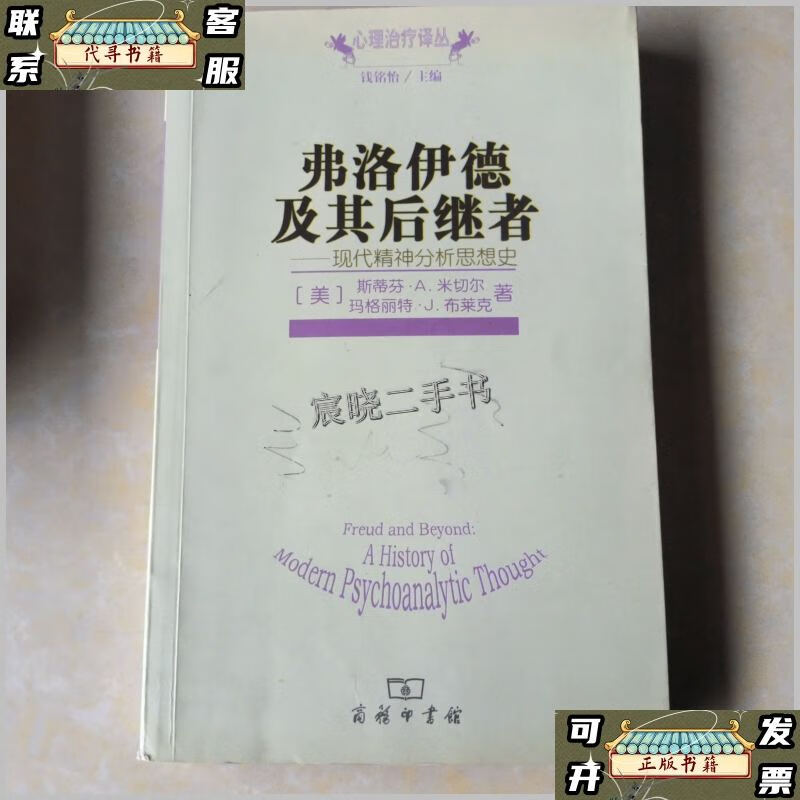 联系
客服
代寻书籍
心理治疗译丛
钱铭怡/主编
弗洛伊德
及其后继者
——现代精神分析思想史
[美] 斯蒂芬·A.米切尔
玛格丽特·J.布莱克 著
宸晓二手书
Freud and Beyond:
A History of
Modern Psychoanalytic Thought
商務印書館
可开
发票
正版书籍